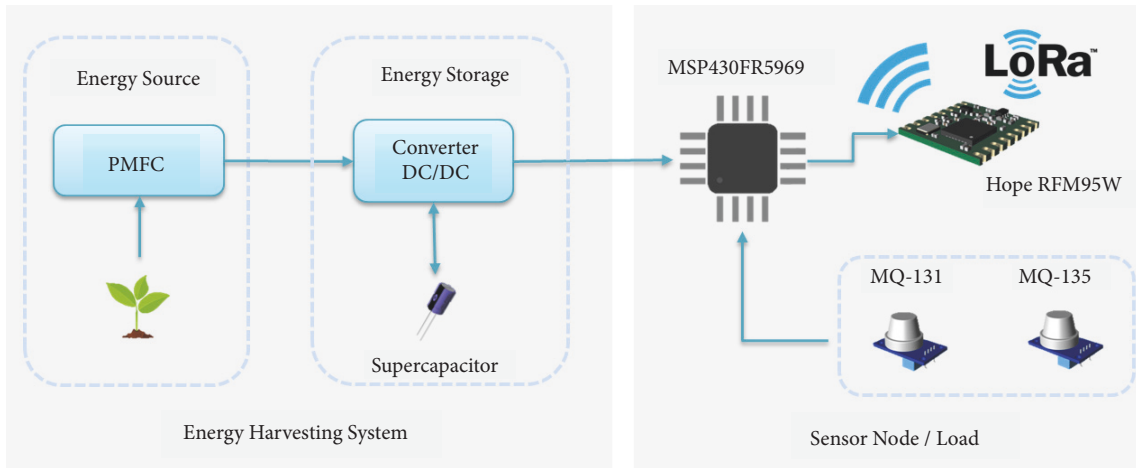 Energy Source
PMFC
Energy Storage
Converter
DC/DC
Supercapacitor
Energy Harvesting System
MSP430FR5969
LoRa™
Hope RFM95W
MQ-131
MQ-135
Sensor Node / Load